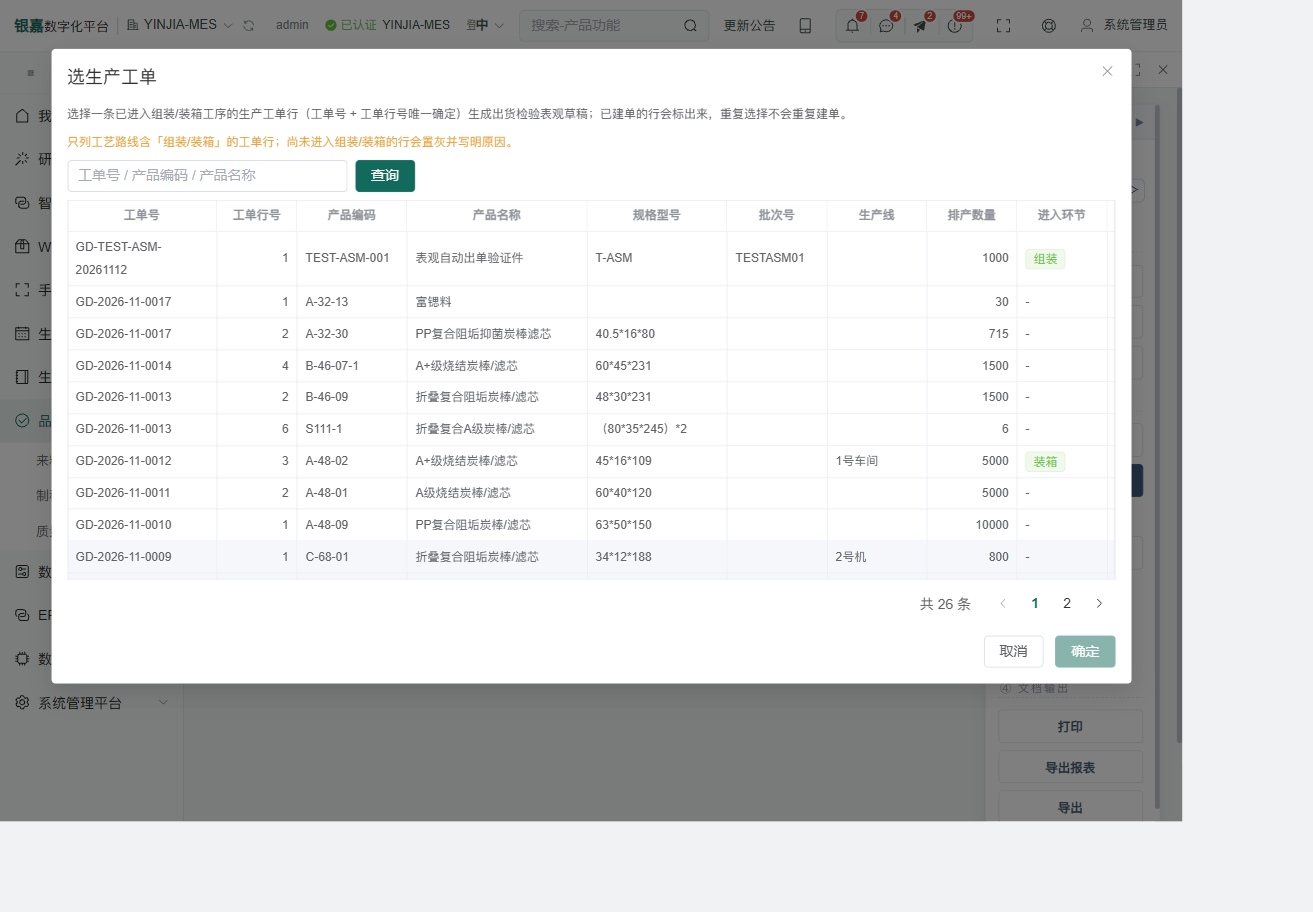 银嘉数字化平台 YINJIA-MES admin 已认证 YINJIA-MES 中 搜索-产品功能 更新公告 7 4 2 99+ 系统管理员
选生产工单
选择一条已进入组装/装箱工序的生产工单行（工单号 + 工单行号唯一确定）生成出货检验表观草稿；已建单的行会标出来，重复选择不会重复建单。
只列工艺路线含「组装/装箱」的工单行；尚未进入组装/装箱的行会置灰并写明原因。
工单号 / 产品编码 / 产品名称 查询
工单号 工单行号 产品编码 产品名称 规格型号 批次号 生产线 排产数量 进入环节
GD-TEST-ASM-
20261112 1 TEST-ASM-001 表观自动出单验证件 T-ASM TESTASM01 1000 组装
GD-2026-11-0017 1 A-32-13 富锶料 30 -
GD-2026-11-0017 2 A-32-30 PP复合阻垢抑菌炭棒滤芯 40.5*16*80 715 -
GD-2026-11-0014 4 B-46-07-1 A+级烧结炭棒/滤芯 60*45*231 1500 -
GD-2026-11-0013 2 B-46-09 折叠复合阻垢炭棒/滤芯 48*30*231 1500 -
GD-2026-11-0013 6 S111-1 折叠复合A级炭棒/滤芯 （80*35*245）*2 6 -
GD-2026-11-0012 3 A-48-02 A+级烧结炭棒/滤芯 45*16*109 1号车间 5000 装箱
GD-2026-11-0011 2 A-48-01 A级烧结炭棒/滤芯 60*40*120 5000 -
GD-2026-11-0010 1 A-48-09 PP复合阻垢炭棒/滤芯 63*50*150 10000 -
GD-2026-11-0009 1 C-68-01 折叠复合阻垢炭棒/滤芯 34*12*188 2号机 800 -
共 26 条 1 2
取消 确定
我
研
智
W
手
生
生
品
来
制
质
数
数
系统管理平台
④ 文档输出
打印
导出报表
导出